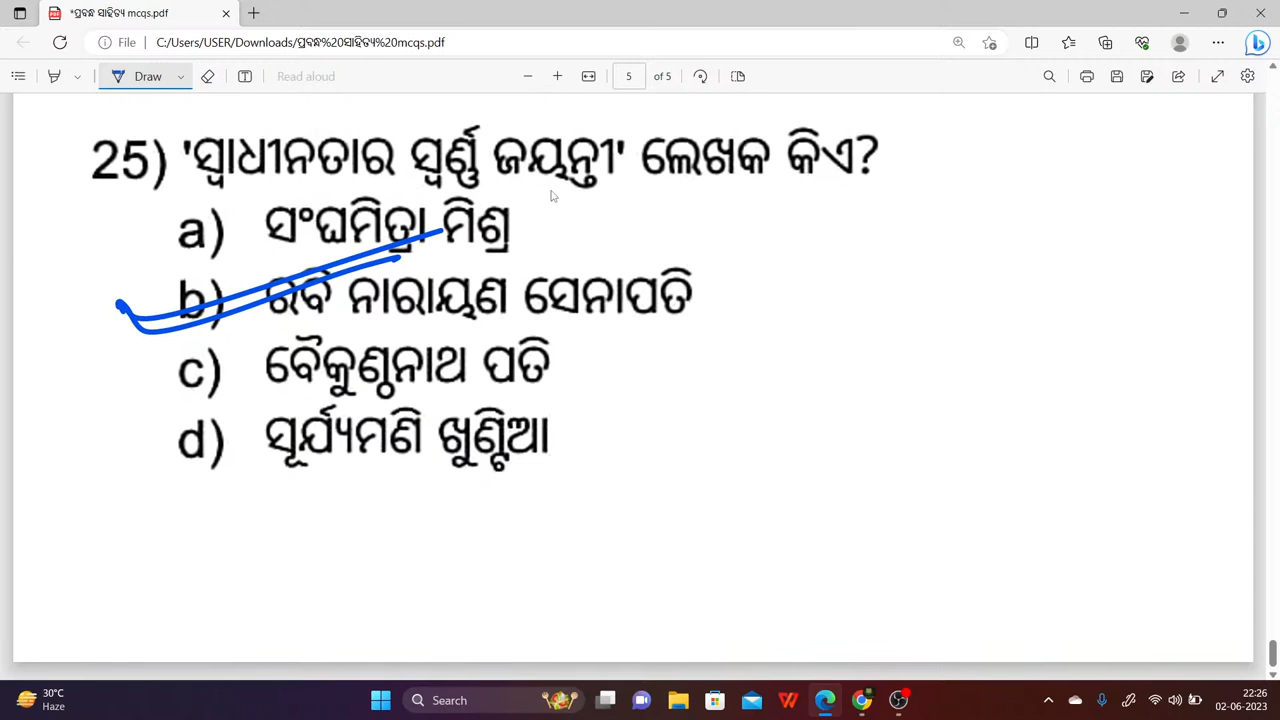 *ପ୍ରବନ୍ଧ ସାହିତ୍ୟ mcqs.pdf
File C:/Users/USER/Downloads/ପ୍ରବନ୍ଧ%20ସାହିତ୍ୟ%20mcqs.pdf
Draw Read aloud 5 of 5
25) 'ସ୍ୱାଧୀନତାର ସ୍ୱର୍ଣ୍ଣ ଜୟନ୍ତୀ' ଲେଖକ କିଏ?
a) ସଂଘମିତ୍ରା ମିଶ୍ର
b) ରବି ନାରାୟଣ ସେନାପତି
c) ବୈକୁଣ୍ଠନାଥ ପତି
d) ସୂର୍ଯ୍ୟମଣି ଖୁଣ୍ଟିଆ
30°C
Haze
Search
22:26
02-06-2023